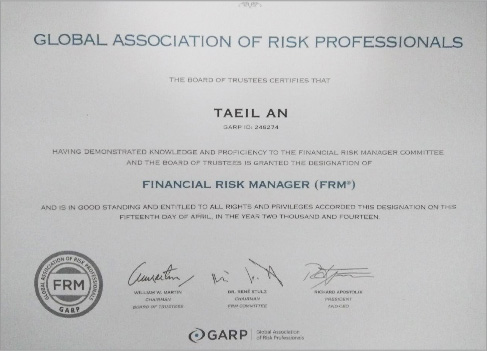 GLOBAL ASSOCIATION OF RISK PROFESSIONALS
THE BOARD OF TRUSTEES CERTIFIES THAT
TAEIL AN
GARP ID: 248274
HAVING DEMONSTRATED KNOWLEDGE AND PROFICIENCY TO THE FINANCIAL RISK MANAGER COMMITTEE
AND THE BOARD OF TRUSTEES IS GRANTED THE DESIGNATION OF
FINANCIAL RISK MANAGER (FRM®)
AND IS IN GOOD STANDING AND ENTITLED TO ALL RIGHTS AND PRIVILEGES ACCORDED THIS DESIGNATION ON THIS
FIFTEENTH DAY OF APRIL, IN THE YEAR TWO THOUSAND AND FOURTEEN.
GLOBAL ASSOCIATION OF RISK PROFESSIONALS
FRM
GARP
WILLIAM W. MARTIN
CHAIRMAN
BOARD OF TRUSTEES
DR. RENÉ STULZ
CHAIRMAN
FRM COMMITTEE
RICHARD APOSTOLIK
PRESIDENT
GARP
Global Association
of Risk Professionals